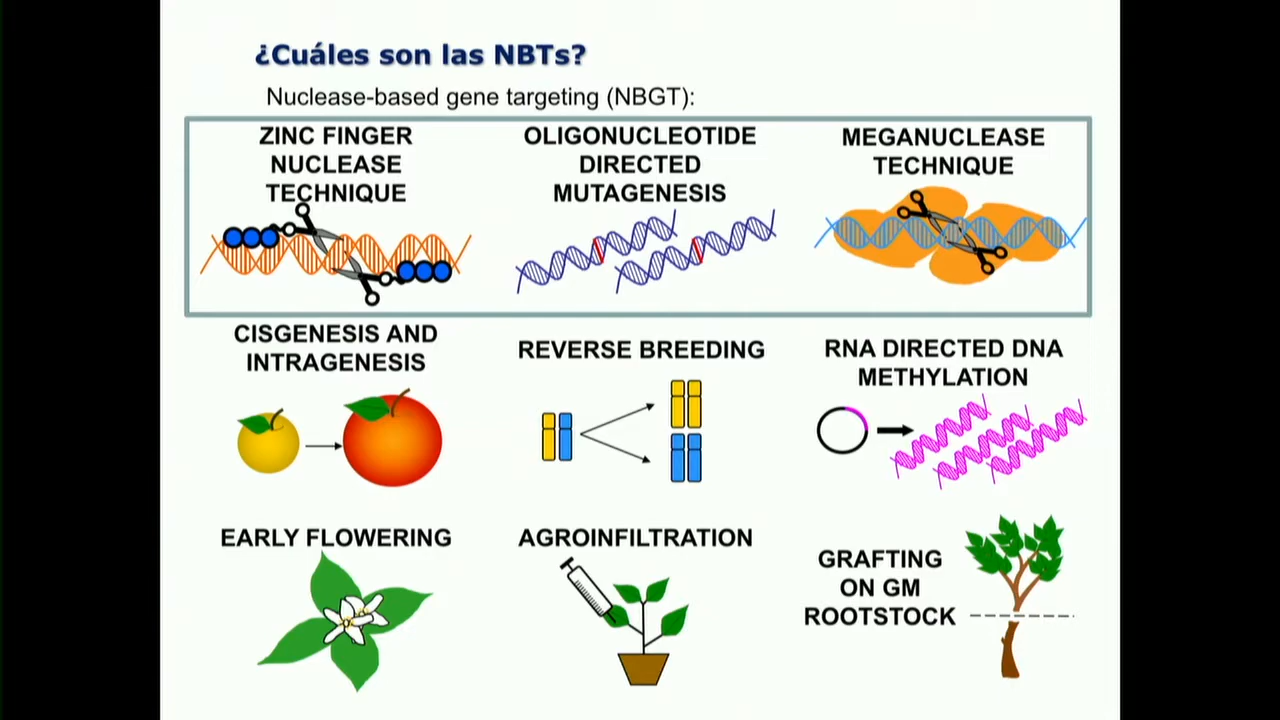 ¿Cuáles son las NBTs?
Nuclease-based gene targeting (NBGT):
ZINC FINGER
NUCLEASE
TECHNIQUE
OLIGONUCLEOTIDE
DIRECTED
MUTAGENESIS
MEGANUCLEASE
TECHNIQUE
CISGENESIS AND
INTRAGENESIS
REVERSE BREEDING
RNA DIRECTED DNA
METHYLATION
EARLY FLOWERING
AGROINFILTRATION
GRAFTING
ON GM
ROOTSTOCK